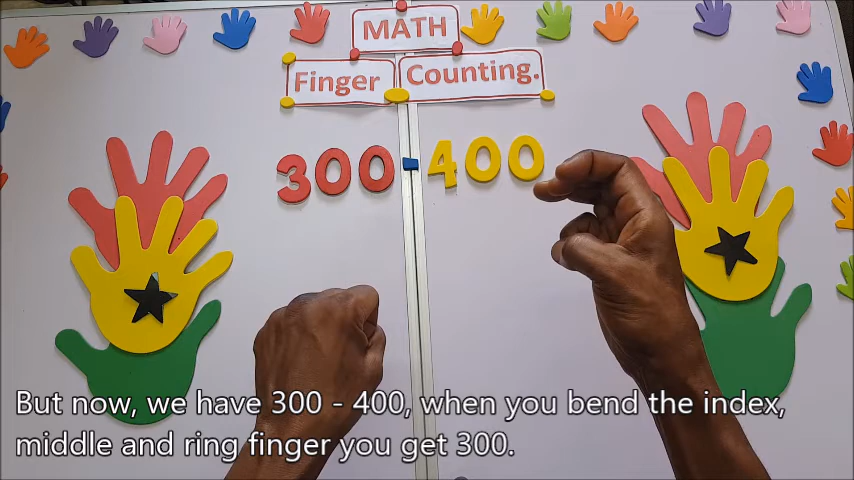 MATH
Finger Counting.
300 - 400
But now, we have 300 - 400, when you bend the index,
middle and ring finger you get 300.